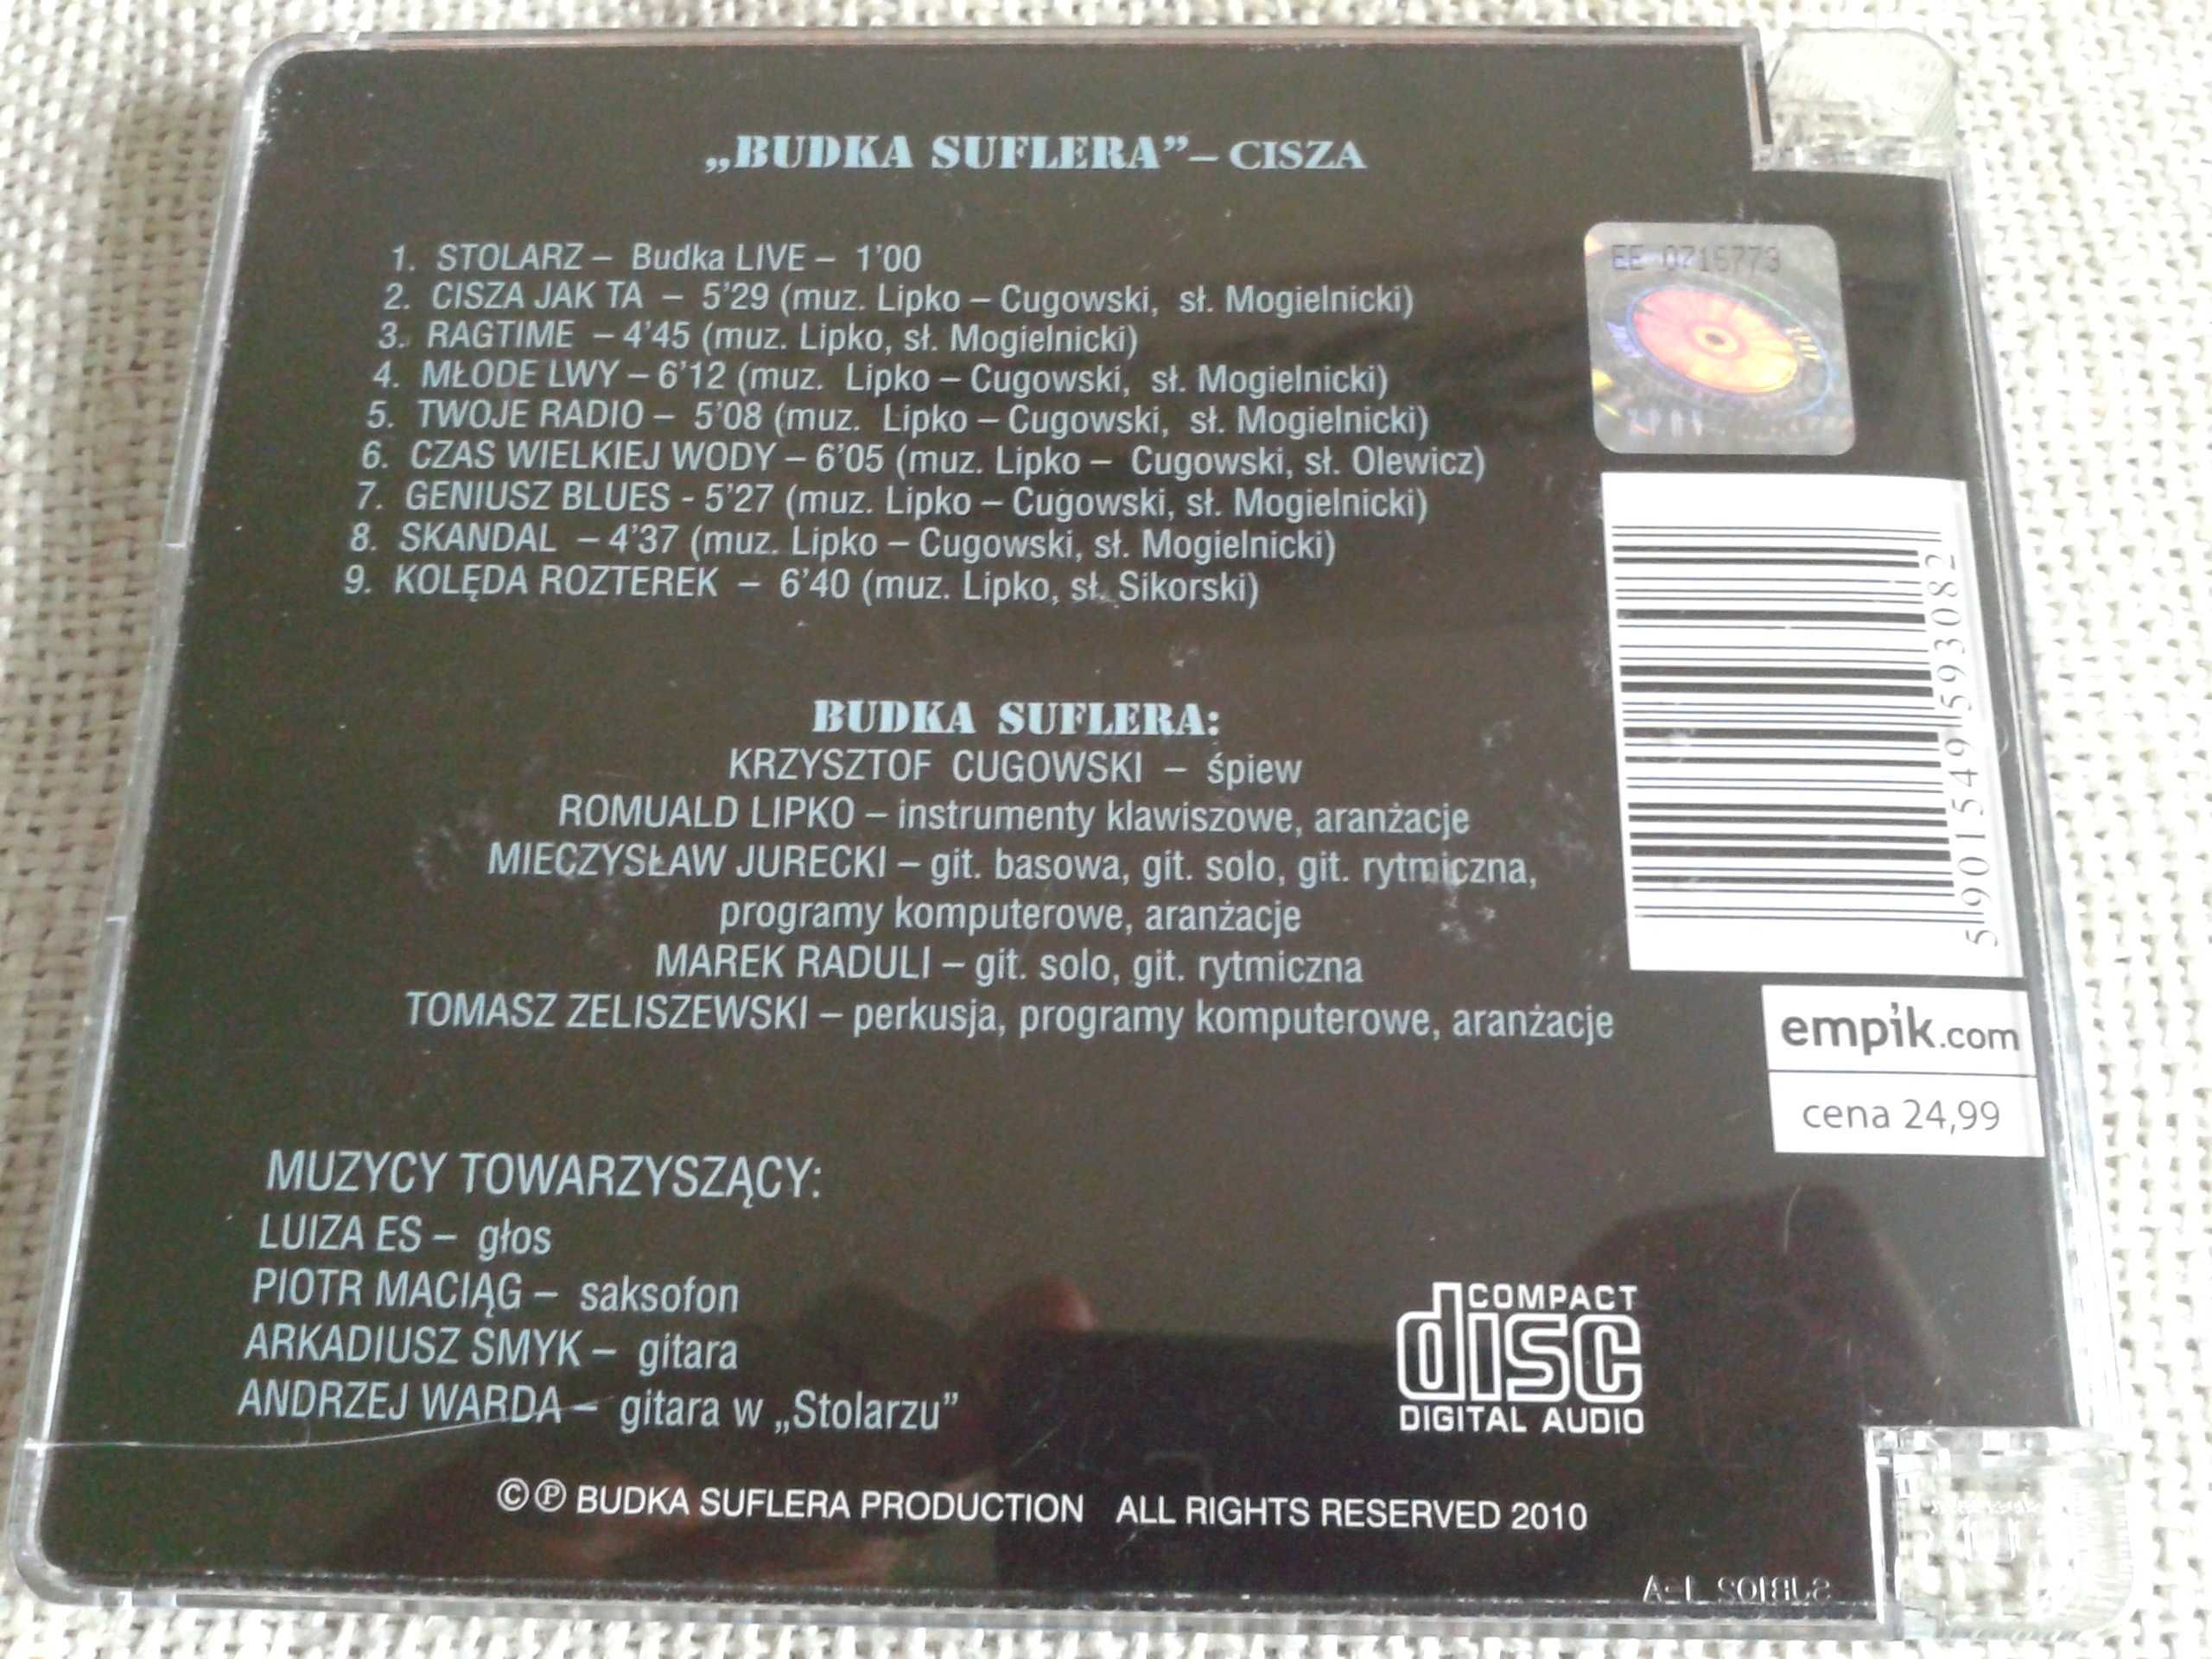 „BUDKA SUFLERA” – CISZA
1. STOLARZ – Budka LIVE – 1’00
2. CISZA JAK TA – 5’29 (muz. Lipko – Cugowski, sł. Mogielnicki)
3. RAGTIME – 4’45 (muz. Lipko, sł. Mogielnicki)
4. MŁODE LWY – 6’12 (muz. Lipko – Cugowski, sł. Mogielnicki)
5. TWOJE RADIO – 5’08 (muz. Lipko – Cugowski, sł. Mogielnicki)
6. CZAS WIELKIEJ WODY – 6’05 (muz. Lipko – Cugowski, sł. Olewicz)
7. GENIUSZ BLUES - 5’27 (muz. Lipko – Cugowski, sł. Mogielnicki)
8. SKANDAL – 4’37 (muz. Lipko – Cugowski, sł. Mogielnicki)
9. KOLĘDA ROZTEREK – 6’40 (muz. Lipko, sł. Sikorski)
EE 0716773
5 901549 593082
BUDKA SUFLERA:
KRZYSZTOF CUGOWSKI – śpiew
ROMUALD LIPKO – instrumenty klawiszowe, aranżacje
MIECZYSŁAW JURECKI – git. basowa, git. solo, git. rytmiczna,
programy komputerowe, aranżacje
MAREK RADULI – git. solo, git. rytmiczna
TOMASZ ZELISZEWSKI – perkusja, programy komputerowe, aranżacje
emp'ik.com
cena 24,99
MUZYCY TOWARZYSZĄCY:
LUIZA ES – głos
PIOTR MACIĄG – saksofon
ARKADIUSZ SMYK – gitara
ANDRZEJ WARDA – gitara w „Stolarzu”
COMPACT
disc
DIGITAL AUDIO
© ℗ BUDKA SUFLERA PRODUCTION ALL RIGHTS RESERVED 2010